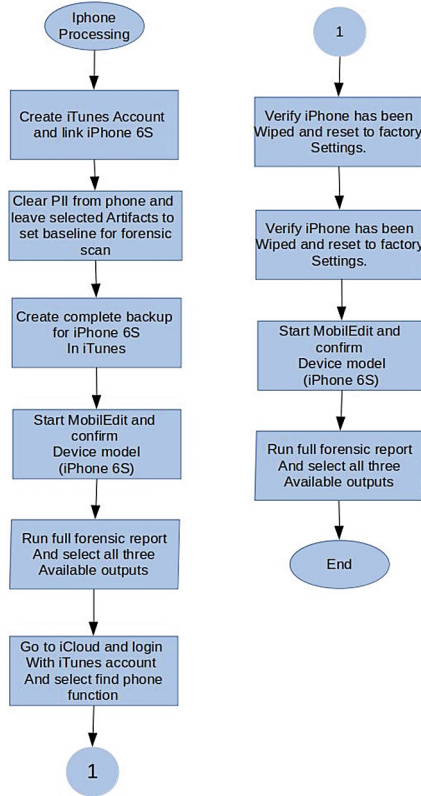 Iphone
Processing
Create iTunes Account
and link iPhone 6S
Clear PII from phone and
leave selected Artifacts to
set baseline for forensic
scan
Create complete backup
for iPhone 6S
In iTunes
Start MobilEdit and
confirm
Device model
(iPhone 6S)
Run full forensic report
And select all three
Available outputs
Go to iCloud and login
With iTunes account
And select find phone
function
1
1
Verify iPhone has been
Wiped and reset to factory
Settings.
Verify iPhone has been
Wiped and reset to factory
Settings.
Start MobilEdit and
confirm
Device model
(iPhone 6S)
Run full forensic report
And select all three
Available outputs
End